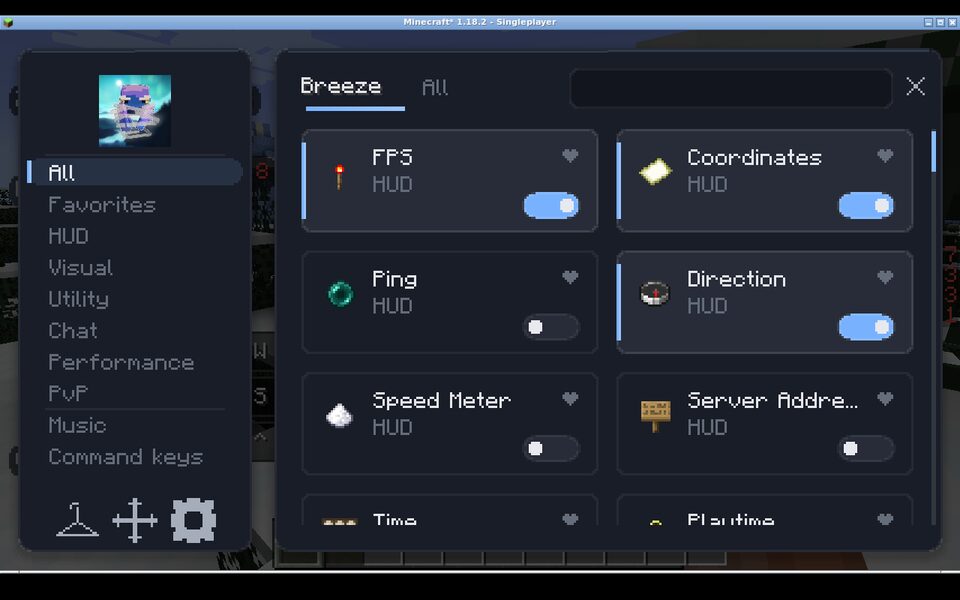 Minecraft* 1.18.2 - Singleplayer
Breeze
All
All
Favorites
HUD
Visual
Utility
Chat
Performance
PvP
Music
Command keys
FPS
HUD
Coordinates
HUD
Ping
HUD
Direction
HUD
Speed Meter
HUD
Server Addre...
HUD
Time
Playtime
8
W
S